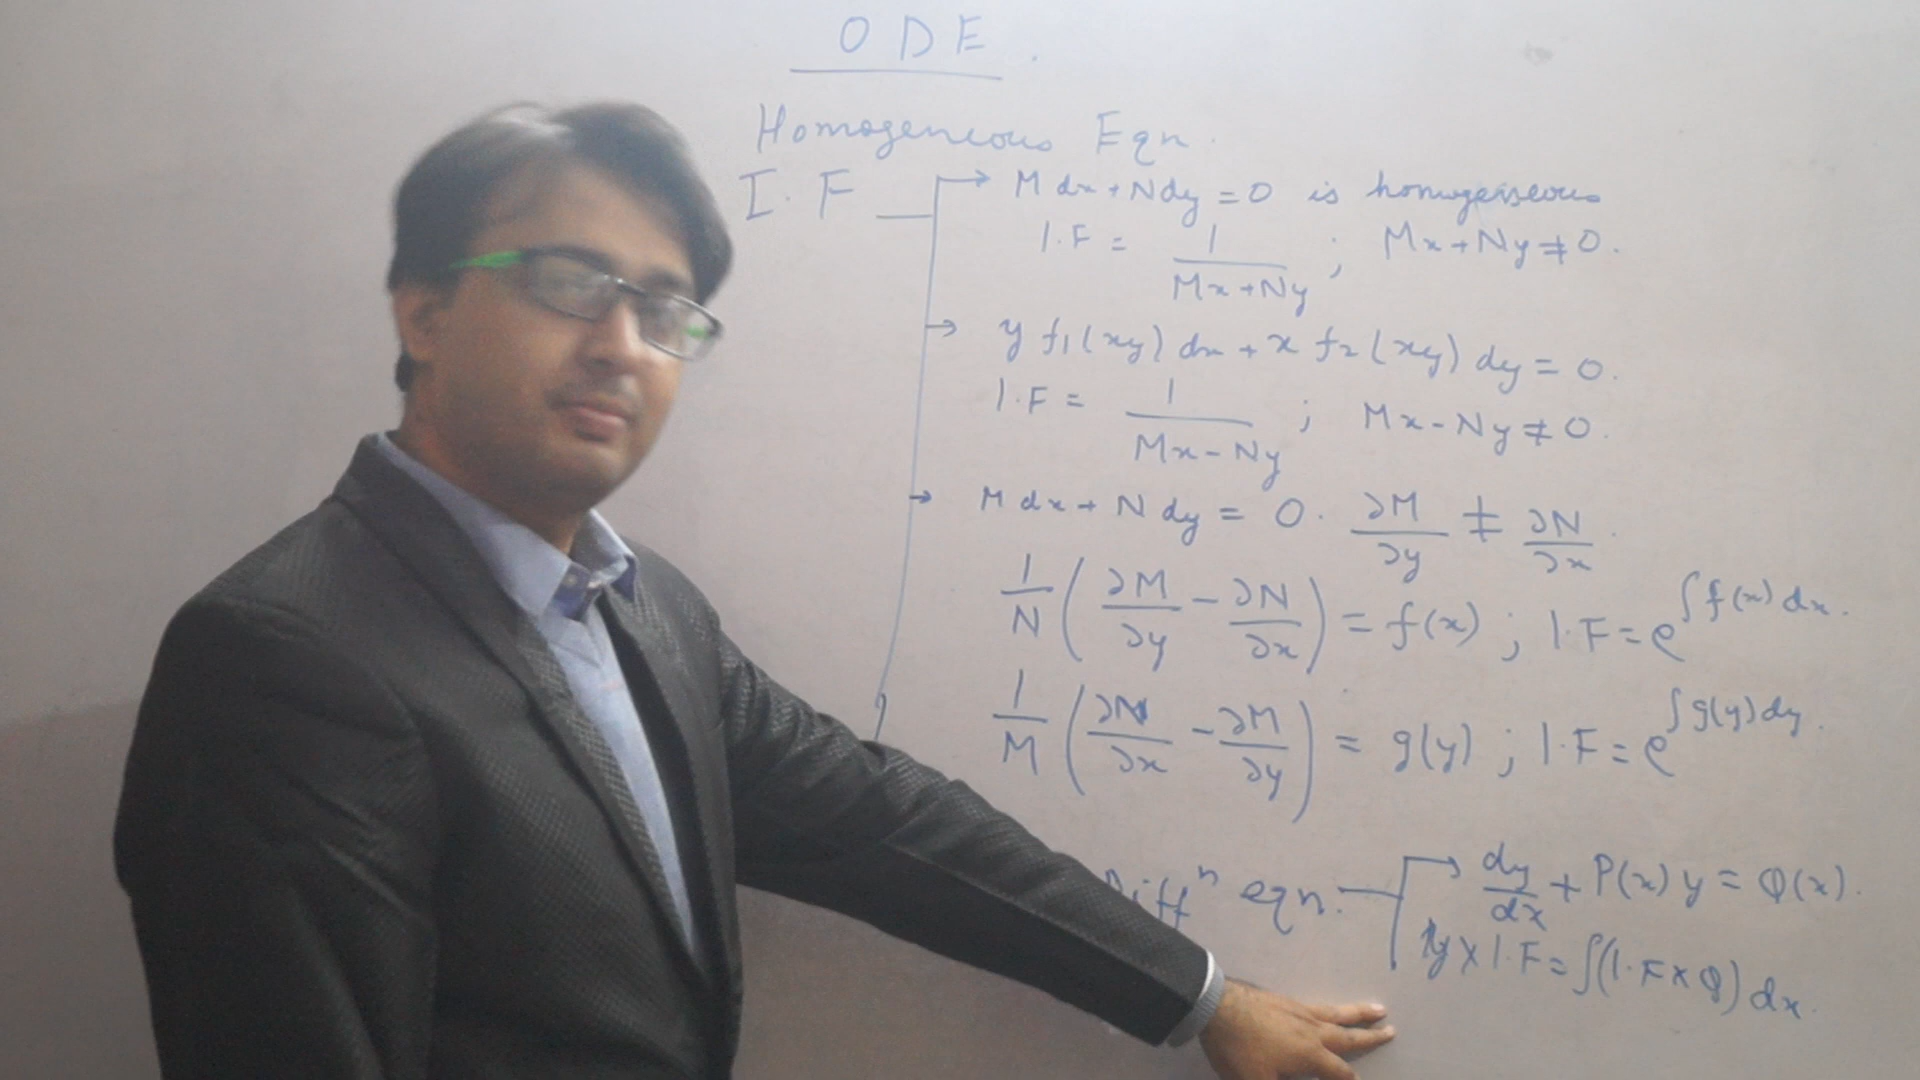 O D E.
Homogeneous Eqn.
I.F → M dx + N dy = 0 is homogeneous
I.F = 1/(Mx + Ny) ; Mx + Ny ≠ 0.
→ y f₁(xy) dx + x f₂(xy) dy = 0.
I.F = 1/(Mx - Ny) ; Mx - Ny ≠ 0.
→ M dx + N dy = 0. ∂M/∂y ≠ ∂N/∂x.
1/N (∂M/∂y - ∂N/∂x) = f(x) ; I.F = e^∫f(x) dx.
1/M (∂N/∂x - ∂M/∂y) = g(y) ; I.F = e^∫g(y) dy.
Diffⁿ eqn. → dy/dx + P(x) y = Q(x).
y × I.F = ∫(I.F × Q) dx.